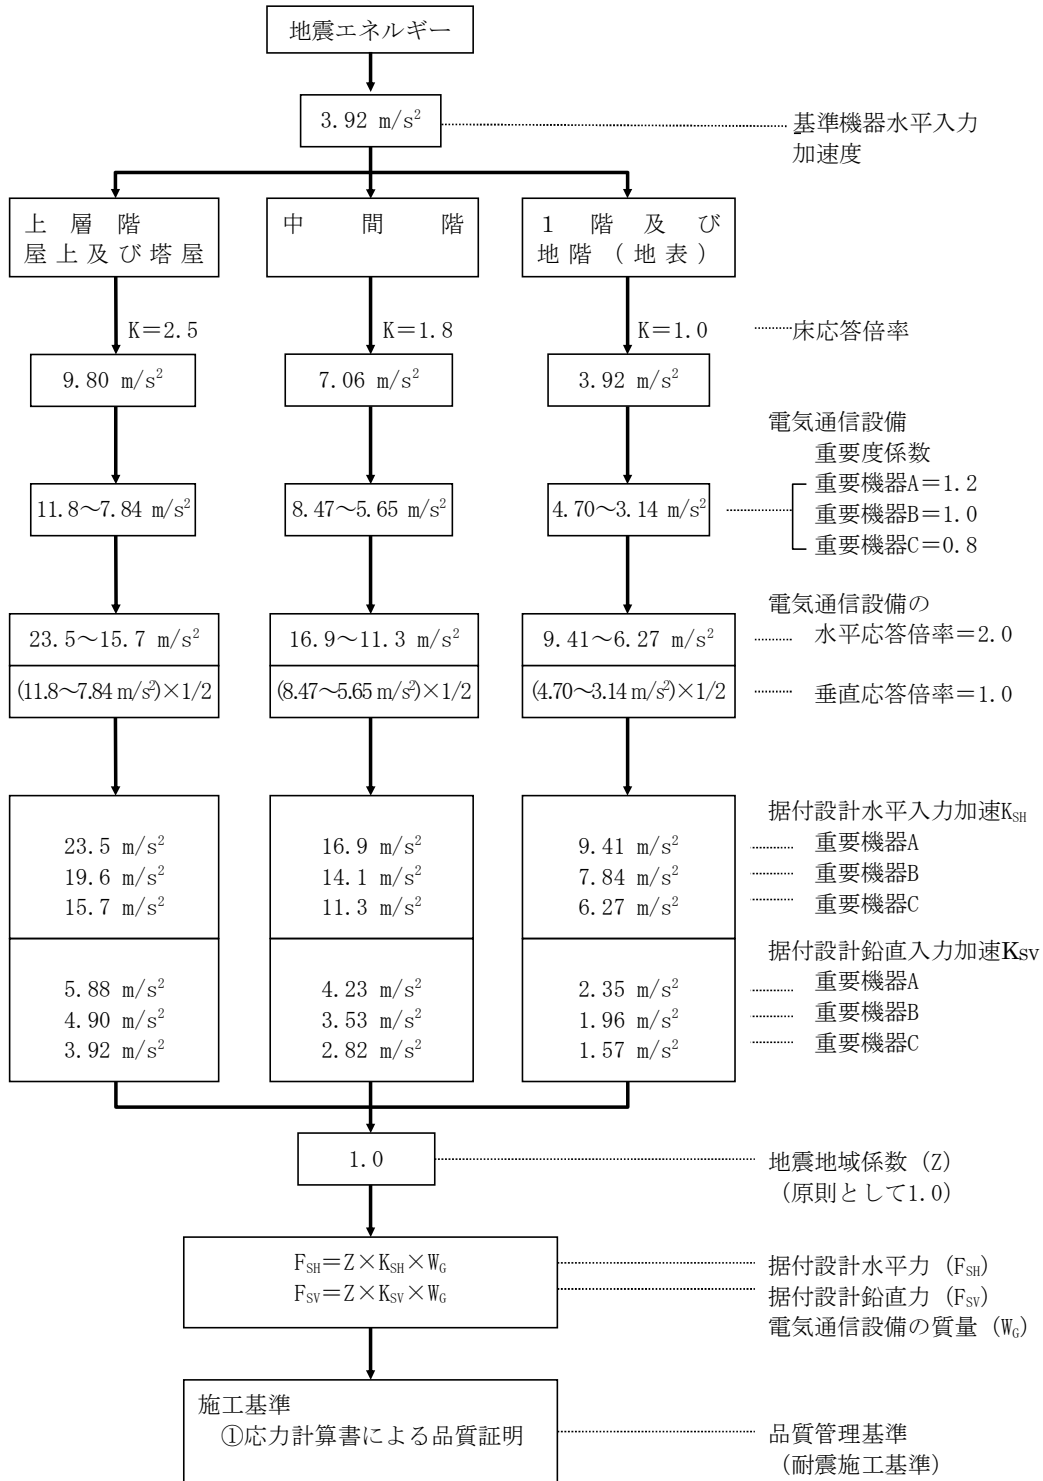 地震エネルギー
3.92 m/s²
基準機器水平入力
加速度
上層階
屋上及び塔屋
中間階
1階及び
地階(地表)
K=2.5
K=1.8
K=1.0
床応答倍率
9.80 m/s²
7.06 m/s²
3.92 m/s²
電気通信設備
重要度係数
重要機器A=1.2
重要機器B=1.0
重要機器C=0.8
11.8～7.84 m/s²
8.47～5.65 m/s²
4.70～3.14 m/s²
電気通信設備の
水平応答倍率=2.0
23.5～15.7 m/s²
16.9～11.3 m/s²
9.41～6.27 m/s²
(11.8～7.84 m/s²)×1/2
(8.47～5.65 m/s²)×1/2
(4.70～3.14 m/s²)×1/2
垂直応答倍率=1.0
据付設計水平入力加速K_SH
23.5 m/s²
16.9 m/s²
9.41 m/s²
重要機器A
19.6 m/s²
14.1 m/s²
7.84 m/s²
重要機器B
15.7 m/s²
11.3 m/s²
6.27 m/s²
重要機器C
据付設計鉛直入力加速K_SV
5.88 m/s²
4.23 m/s²
2.35 m/s²
重要機器A
4.90 m/s²
3.53 m/s²
1.96 m/s²
重要機器B
3.92 m/s²
2.82 m/s²
1.57 m/s²
重要機器C
1.0
地震地域係数(Z)
(原則として1.0)
F_SH=Z×K_SH×W_G
F_SV=Z×K_SV×W_G
据付設計水平力(F_SH)
据付設計鉛直力(F_SV)
電気通信設備の質量(W_G)
施工基準
①応力計算書による品質証明
品質管理基準
(耐震施工基準)